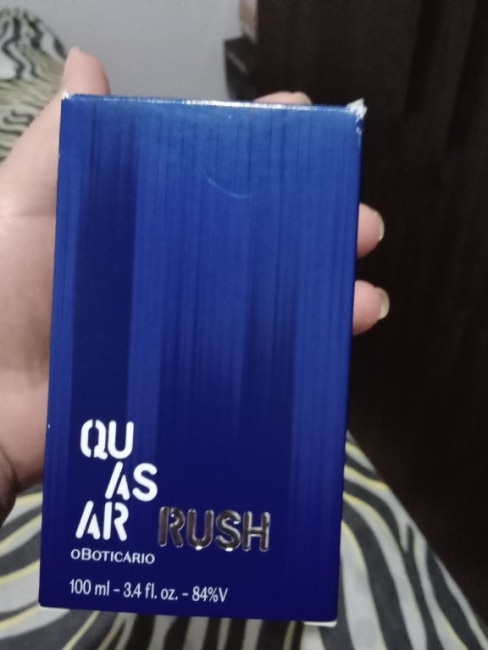 QU
AS
AR RUSH
oBOTICÁRIO
100 ml - 3.4 fl. oz. - 84%V